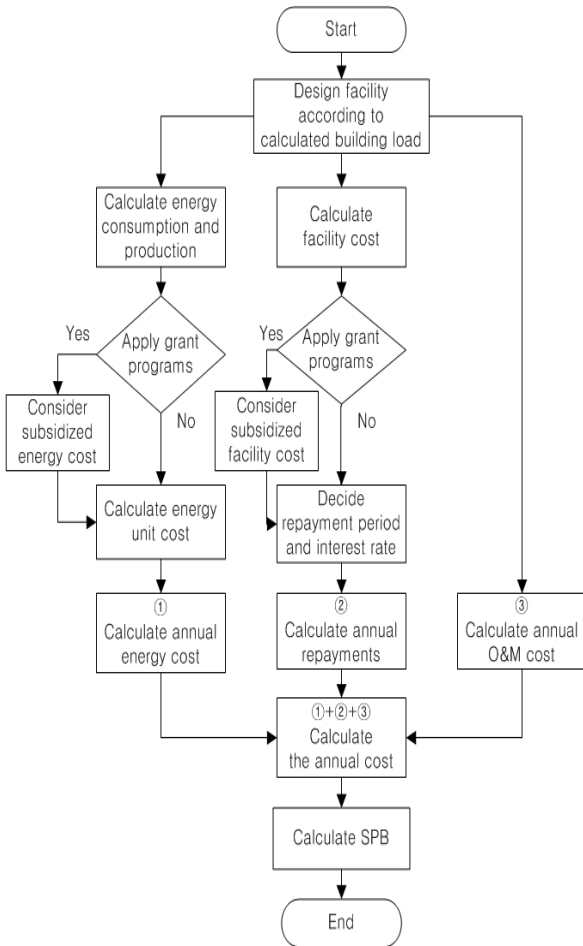 Start
Design facility
according to
calculated building load
Calculate energy
consumption and
production
Calculate
facility cost
Yes
Apply grant
programs
Yes
Apply grant
programs
Consider
subsidized
energy cost
No
Consider
subsidized
facility cost
No
Calculate energy
unit cost
Decide
repayment period
and interest rate
①
Calculate annual
energy cost
②
Calculate annual
repayments
③
Calculate annual
O&M cost
①+②+③
Calculate
the annual cost
Calculate SPB
End